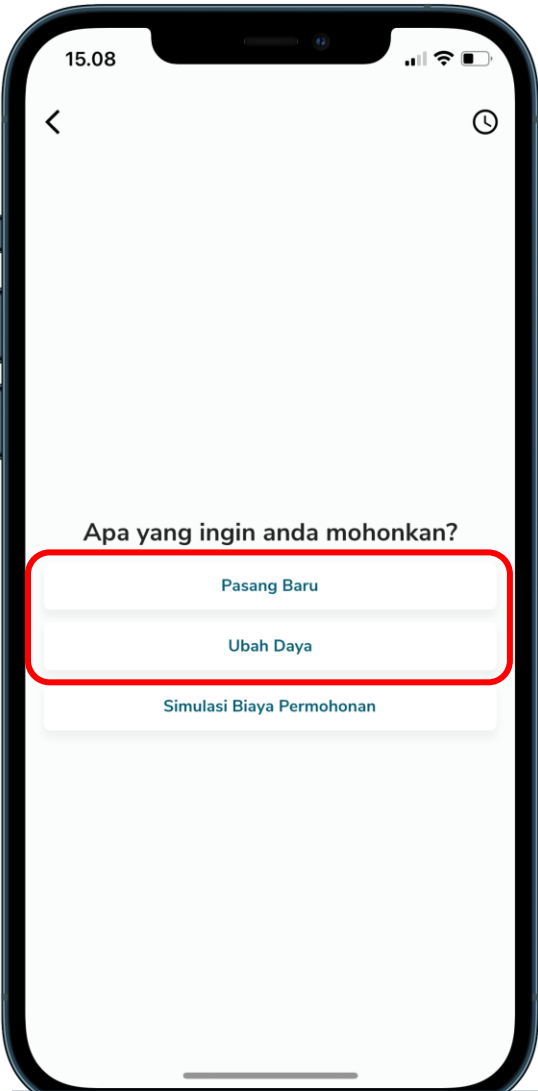 15.08
Apa yang ingin anda mohonkan?
Pasang Baru
Ubah Daya
Simulasi Biaya Permohonan